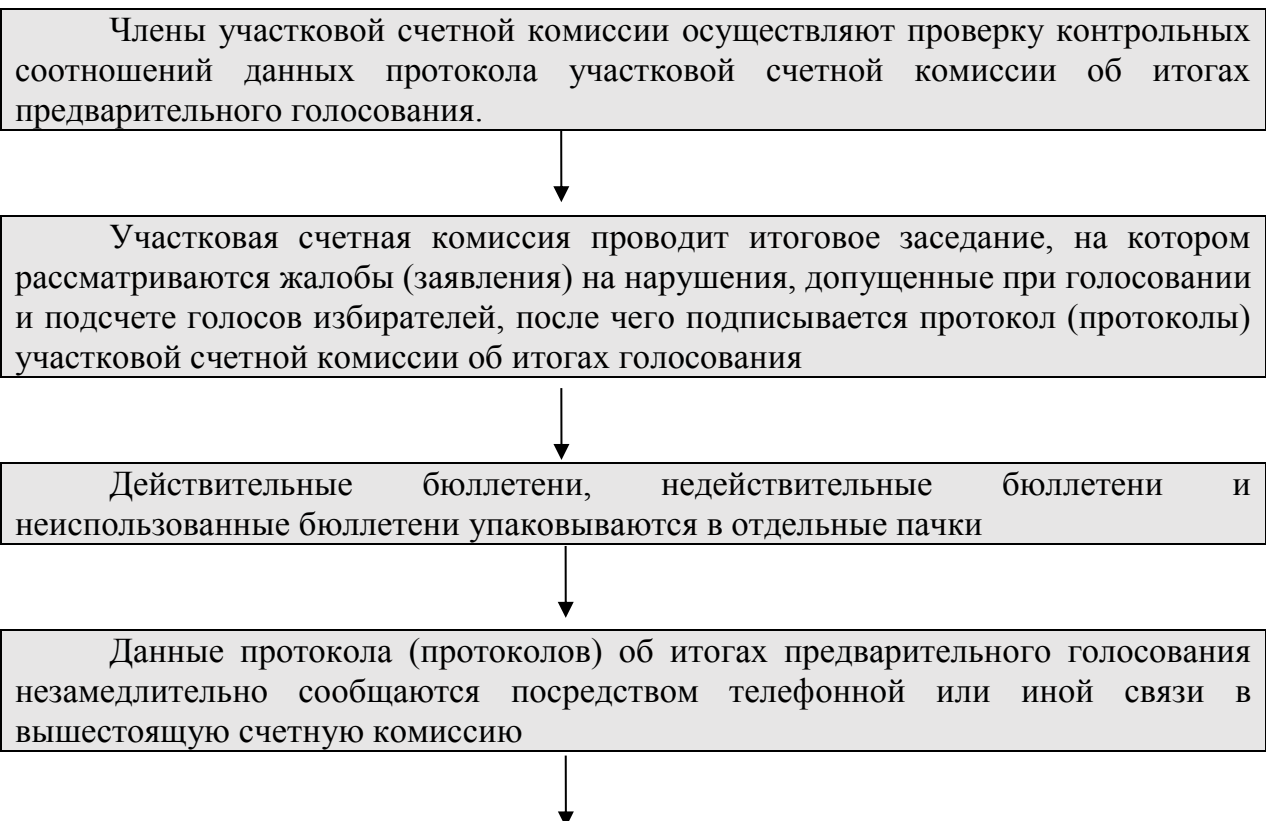 Члены участковой счетной комиссии осуществляют проверку контрольных
соотношений данных протокола участковой счетной комиссии об итогах
предварительного голосования.
Участковая счетная комиссия проводит итоговое заседание, на котором
рассматриваются жалобы (заявления) на нарушения, допущенные при голосовании
и подсчете голосов избирателей, после чего подписывается протокол (протоколы)
участковой счетной комиссии об итогах голосования
Действительные бюллетени, недействительные бюллетени и
неиспользованные бюллетени упаковываются в отдельные пачки
Данные протокола (протоколов) об итогах предварительного голосования
незамедлительно сообщаются посредством телефонной или иной связи в
вышестоящую счетную комиссию